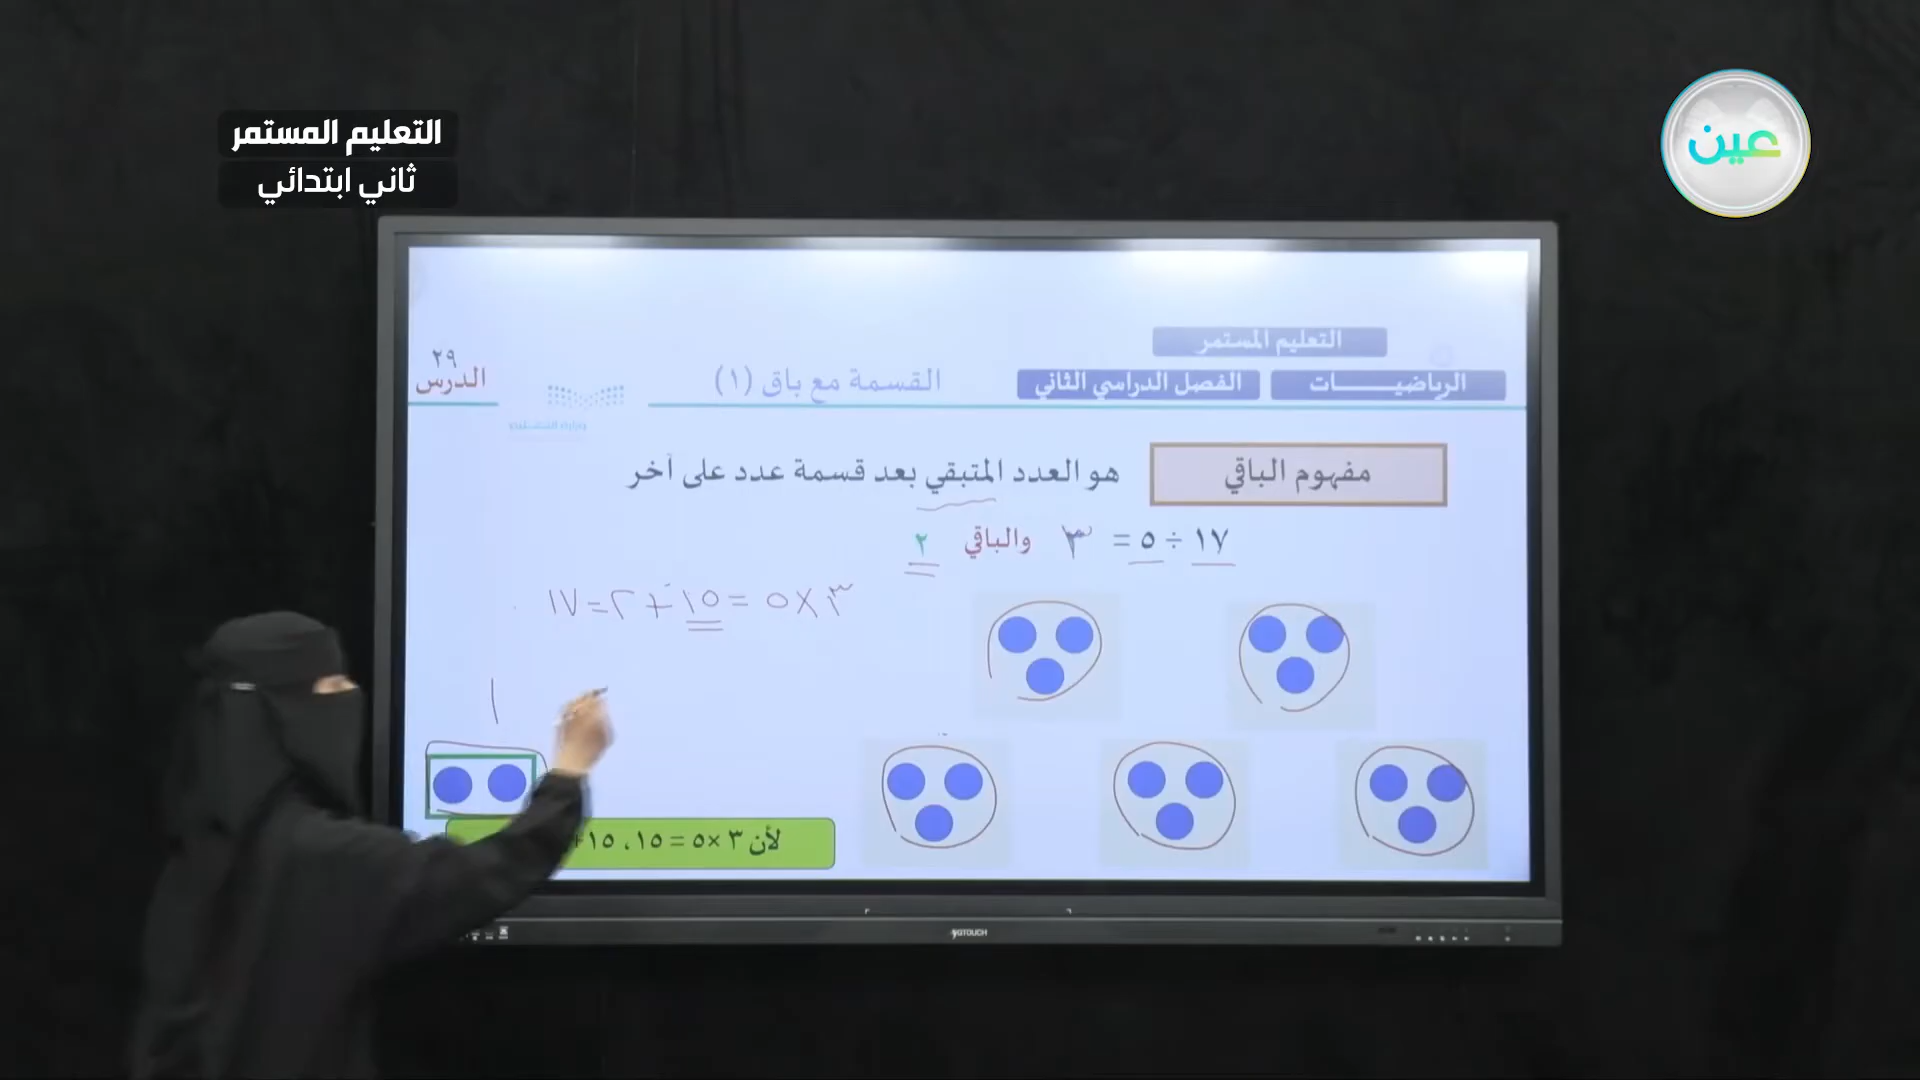 التعليم المستمر
ثاني ابتدائي
عين
التعليم المستمر
الرياضيـــــــات
الفصل الدراسي الثاني
القسمة مع باق (١)
٢٩
الدرس
مفهوم الباقي
هو العدد المتبقي بعد قسمة عدد على آخر
١٧ ÷ ٥ = ٣ والباقي ٢
٣ × ٥ = ١٥ + ٢ = ١٧
لأن ٣ × ٥ = ١٥، ١٥+